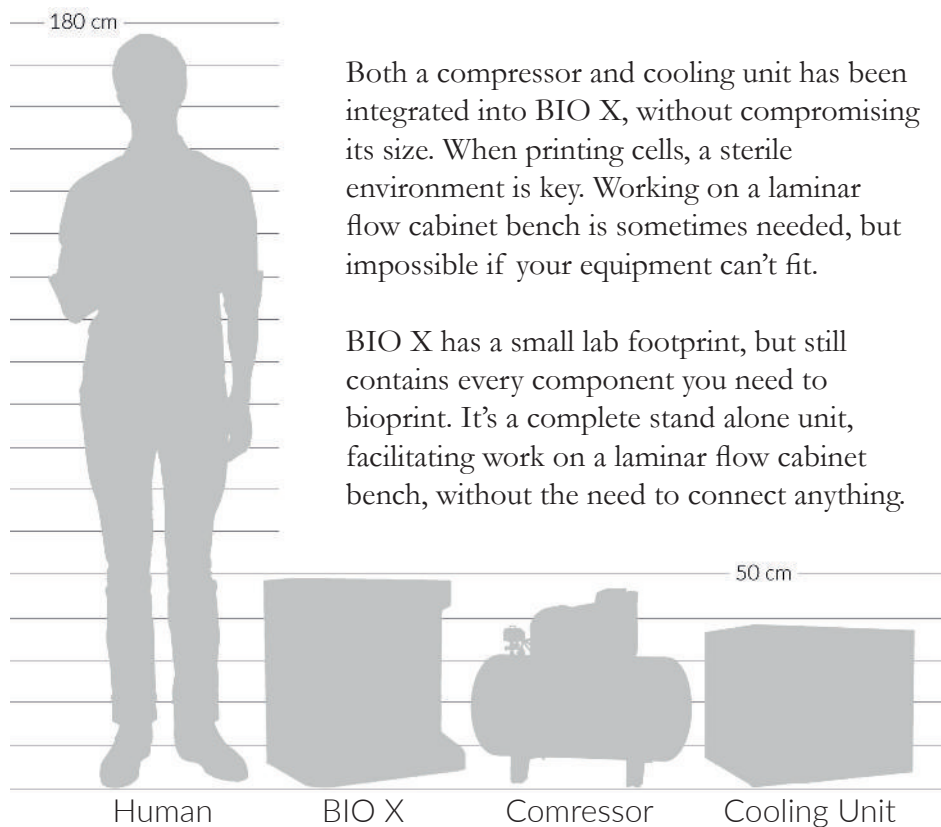 180 cm
Both a compressor and cooling unit has been
integrated into BIO X, without compromising
its size. When printing cells, a sterile
environment is key. Working on a laminar
flow cabinet bench is sometimes needed, but
impossible if your equipment can't fit.
BIO X has a small lab footprint, but still
contains every component you need to
bioprint. It's a complete stand alone unit,
facilitating work on a laminar flow cabinet
bench, without the need to connect anything.
50 cm
Human
BIO X
Comressor
Cooling Unit